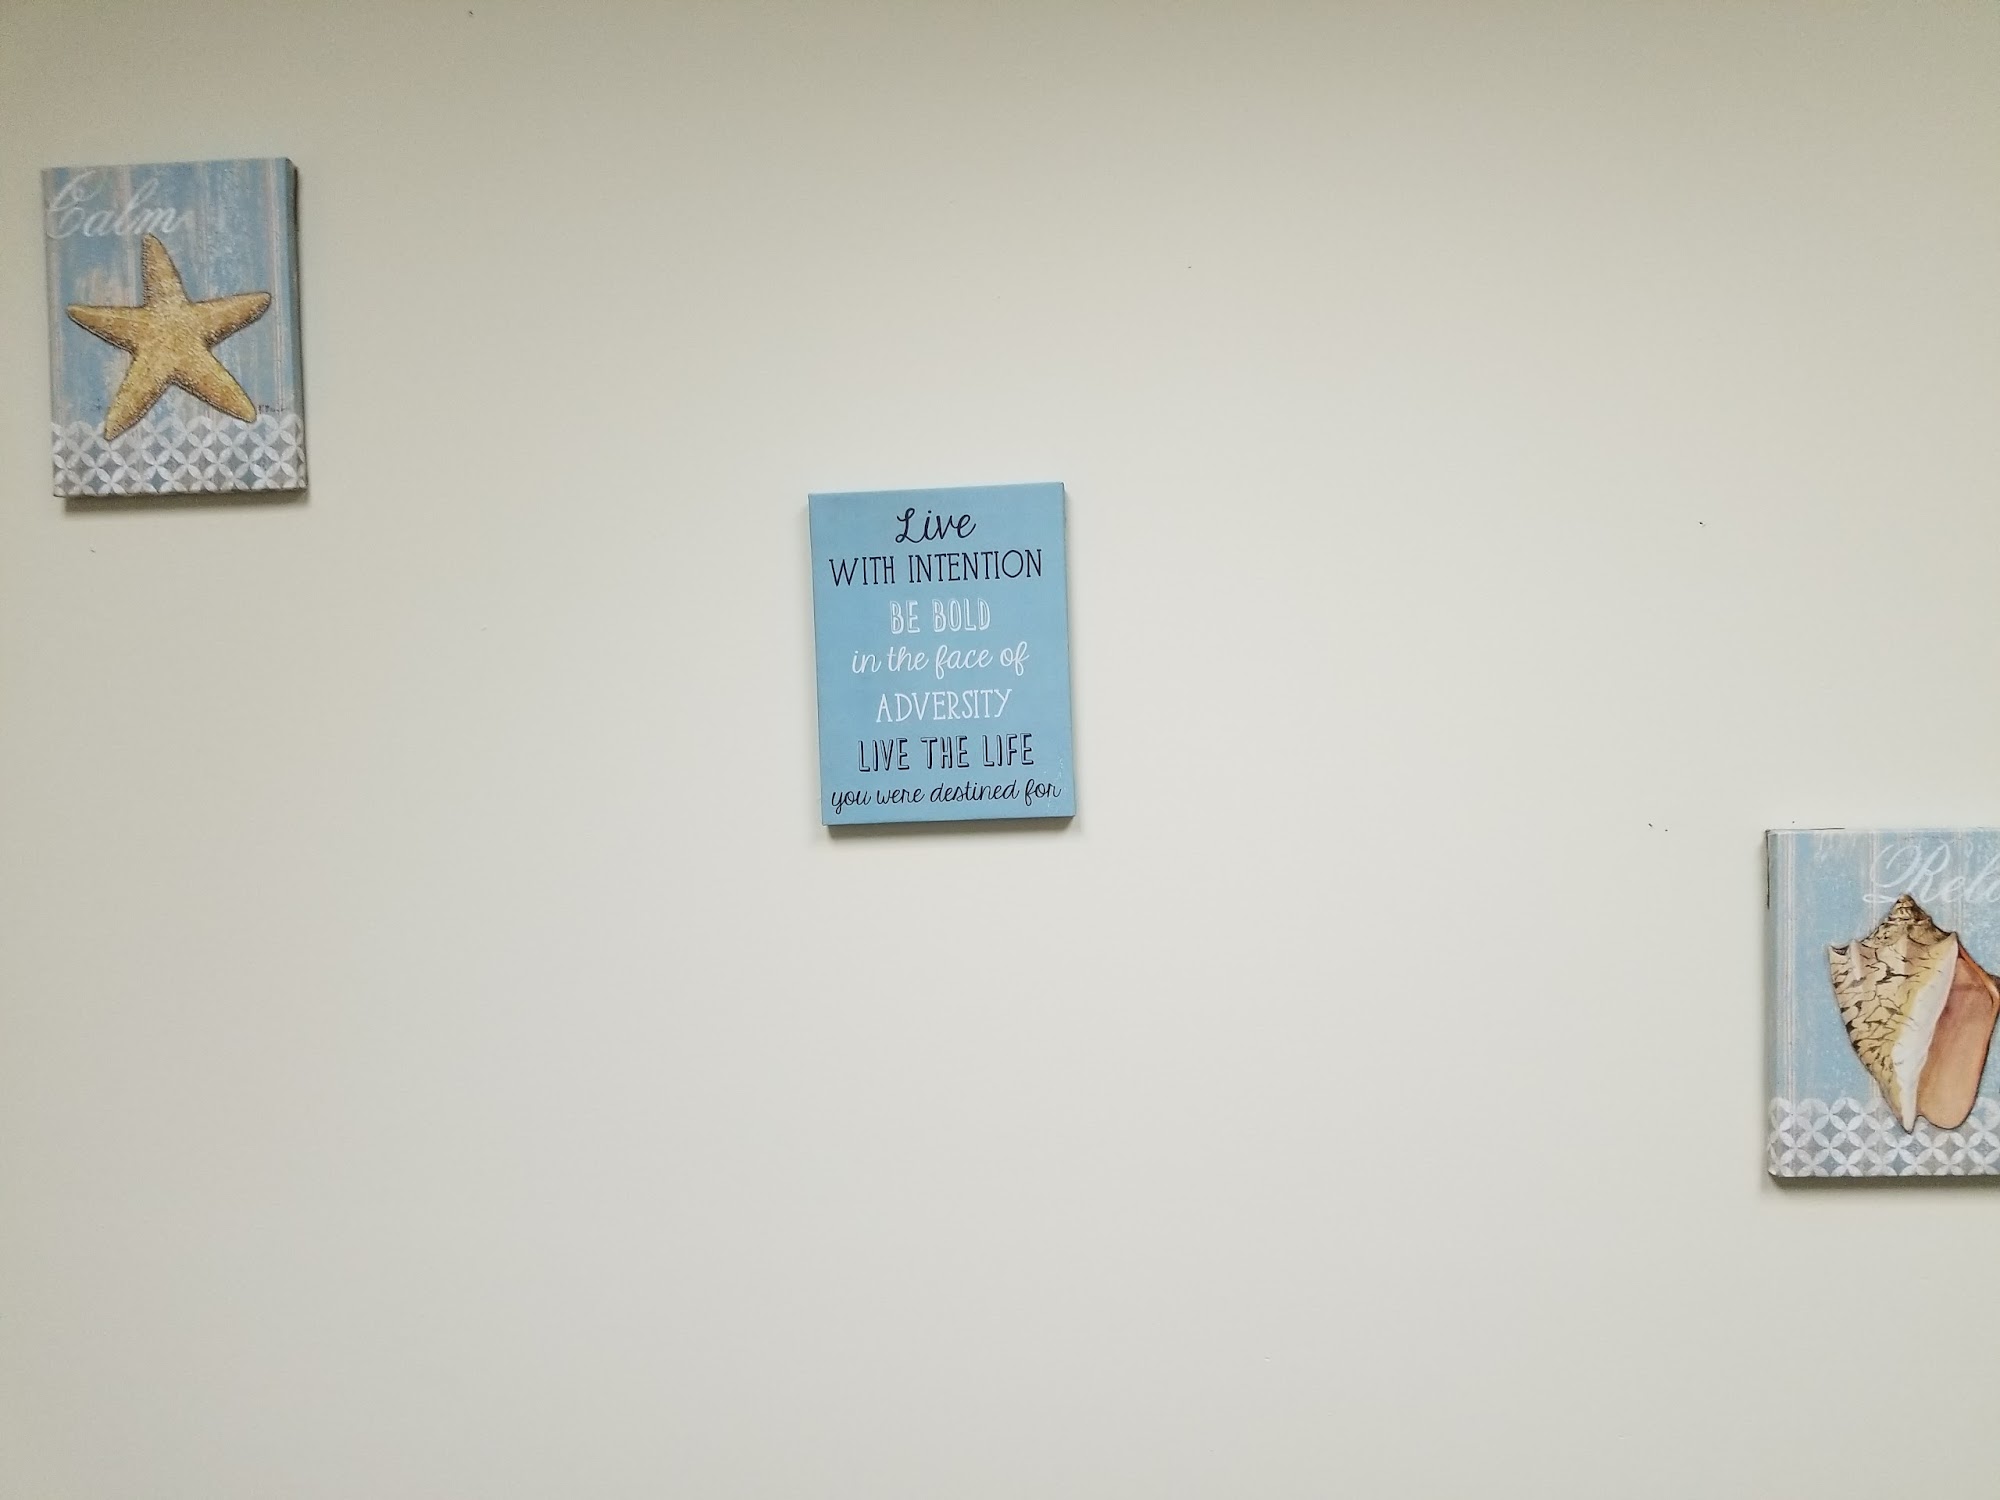 Calm
Live
WITH INTENTION
BE BOLD
in the face of
ADVERSITY
LIVE THE LIFE
you were destined for